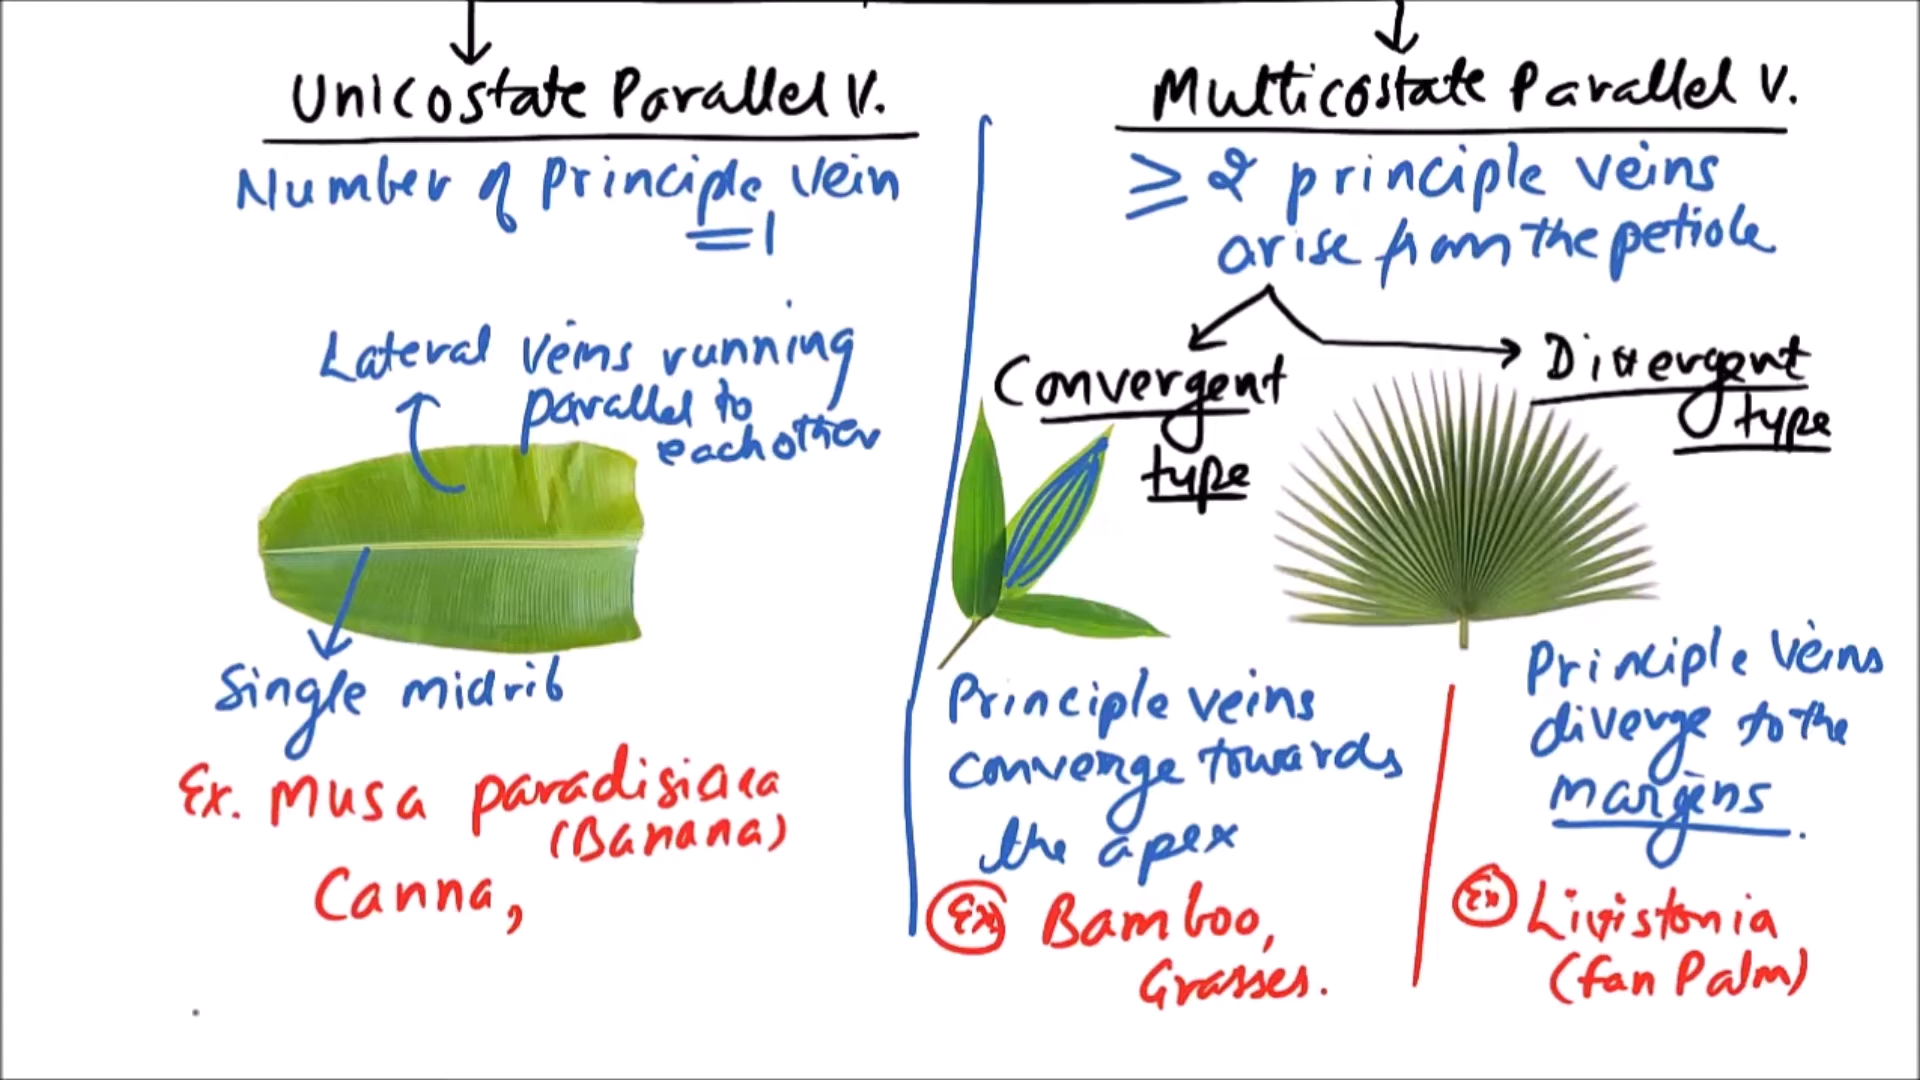 Unicostate Parallel V.
Number of Principle Vein
= 1
Lateral Veins running
parallel to
each other
Single midrib
Ex. Musa paradisiaca
(Banana)
Canna,
Multicostate Parallel V.
≥ 2 principle veins
arise from the petiole
Convergent
type
Principle veins
converge towards
the apex
Ex Bamboo,
Grasses.
Divergent
type
Principle Veins
diverge to the
margins.
Ex Livistonia
(fan Palm)